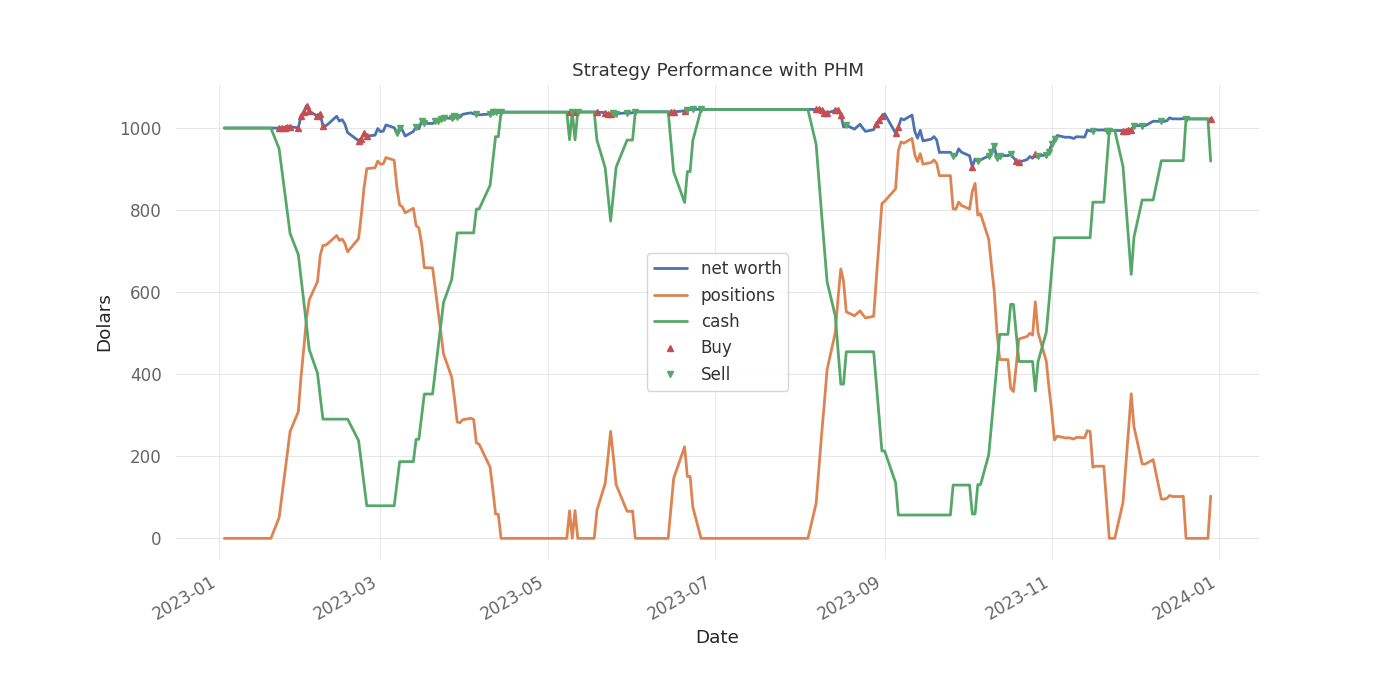 Strategy Performance with PHM
Dolars
1000
800
600
400
200
0
net worth
positions
cash
Buy
Sell
2023-01
2023-03
2023-05
2023-07
2023-09
2023-11
2024-01
Date